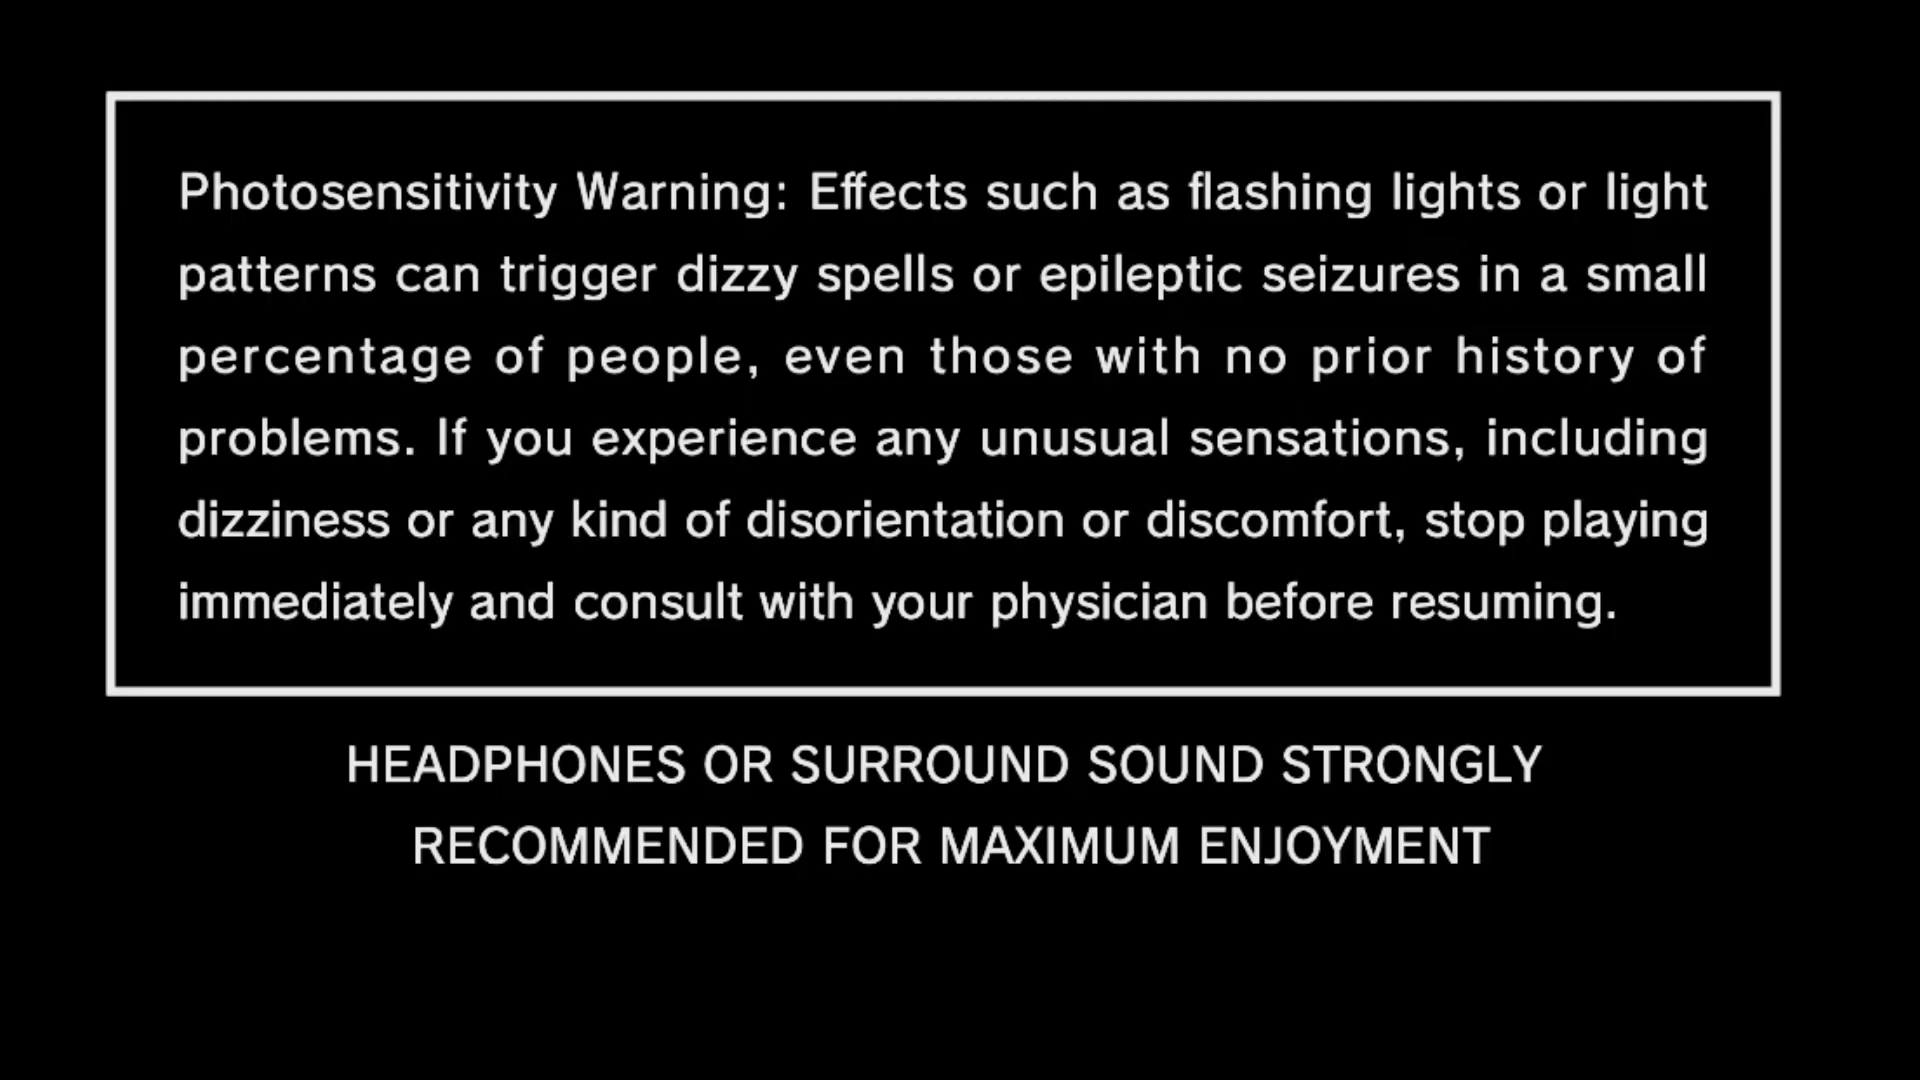 Photosensitivity Warning: Effects such as flashing lights or light
patterns can trigger dizzy spells or epileptic seizures in a small
percentage of people, even those with no prior history of
problems. If you experience any unusual sensations, including
dizziness or any kind of disorientation or discomfort, stop playing
immediately and consult with your physician before resuming.
HEADPHONES OR SURROUND SOUND STRONGLY
RECOMMENDED FOR MAXIMUM ENJOYMENT